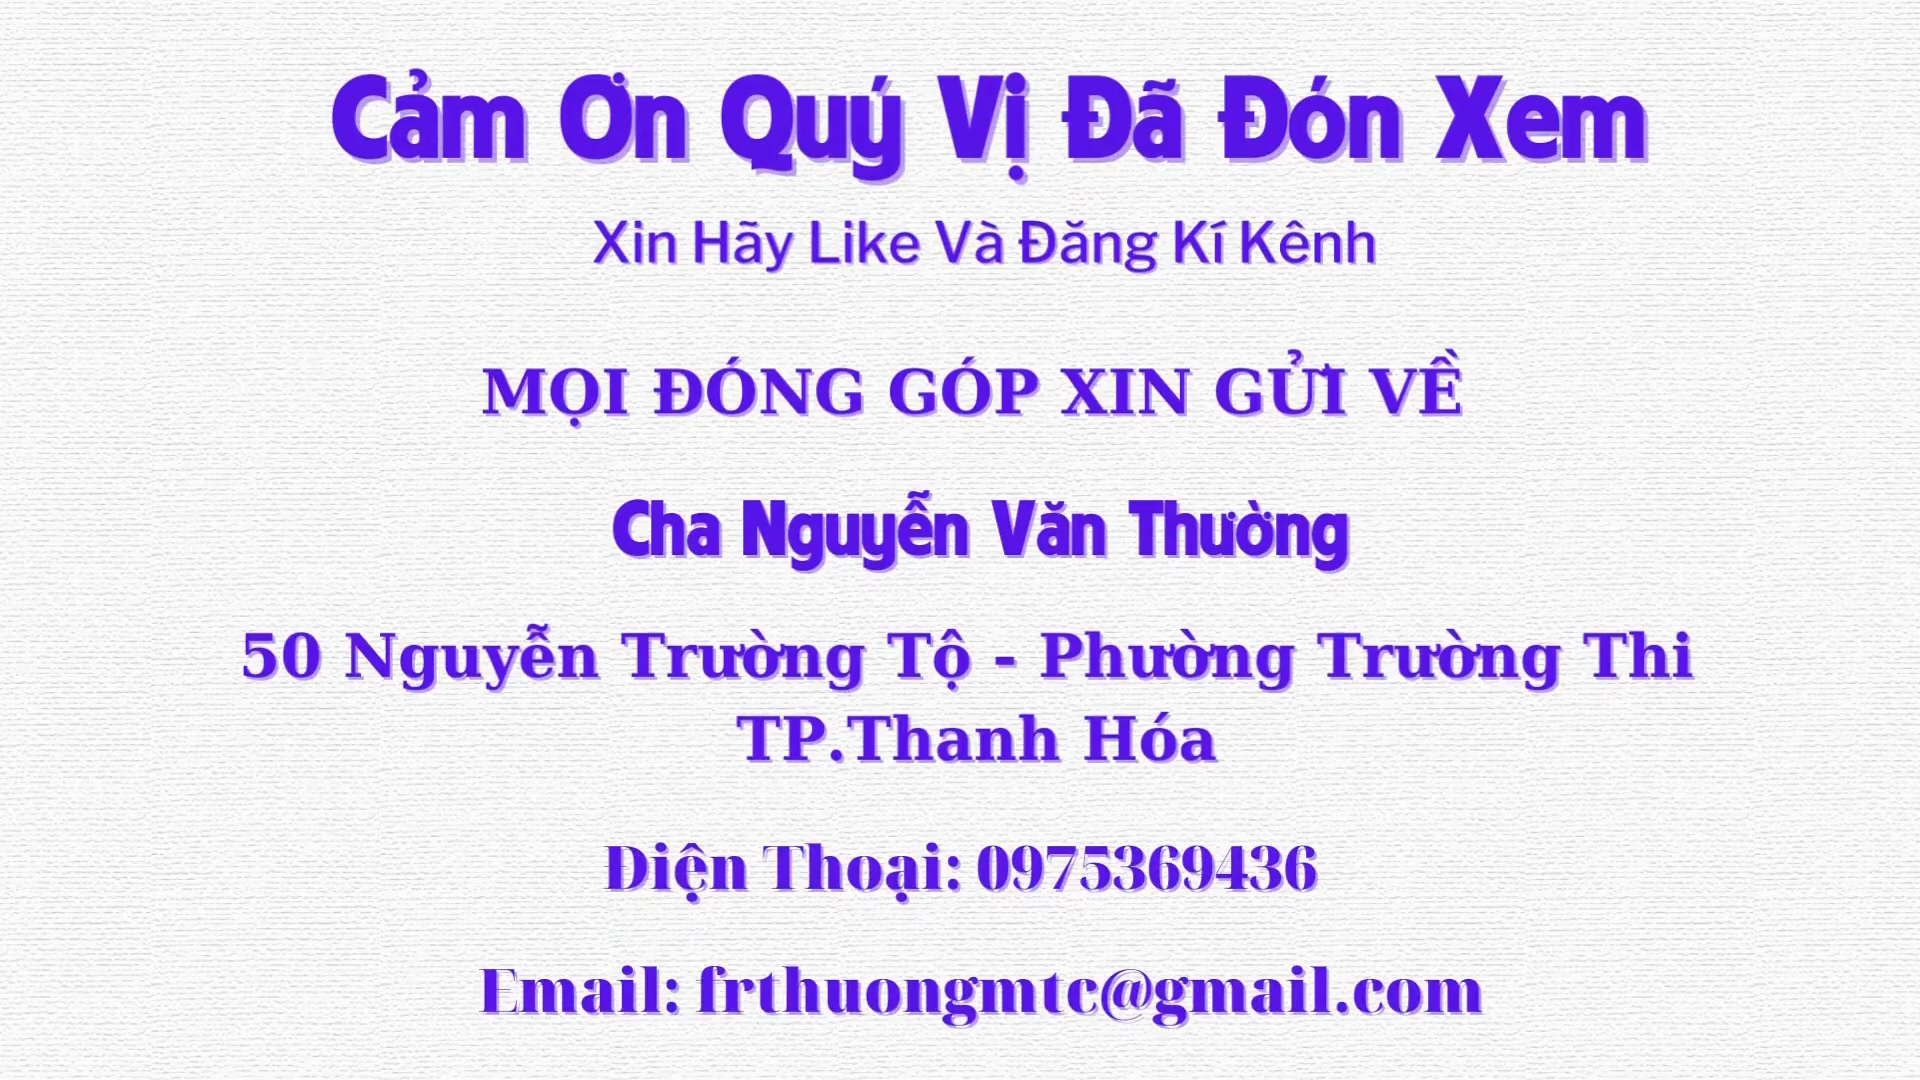 Cảm Ơn Quý Vị Đã Đón Xem
Xin Hãy Like Và Đăng Kí Kênh
MỌI ĐÓNG GÓP XIN GỬI VỀ
Cha Nguyễn Văn Thường
50 Nguyễn Trường Tộ - Phường Trường Thi
TP.Thanh Hóa
Điện Thoại: 0975369436
Email: frthuongmtc@gmail.com